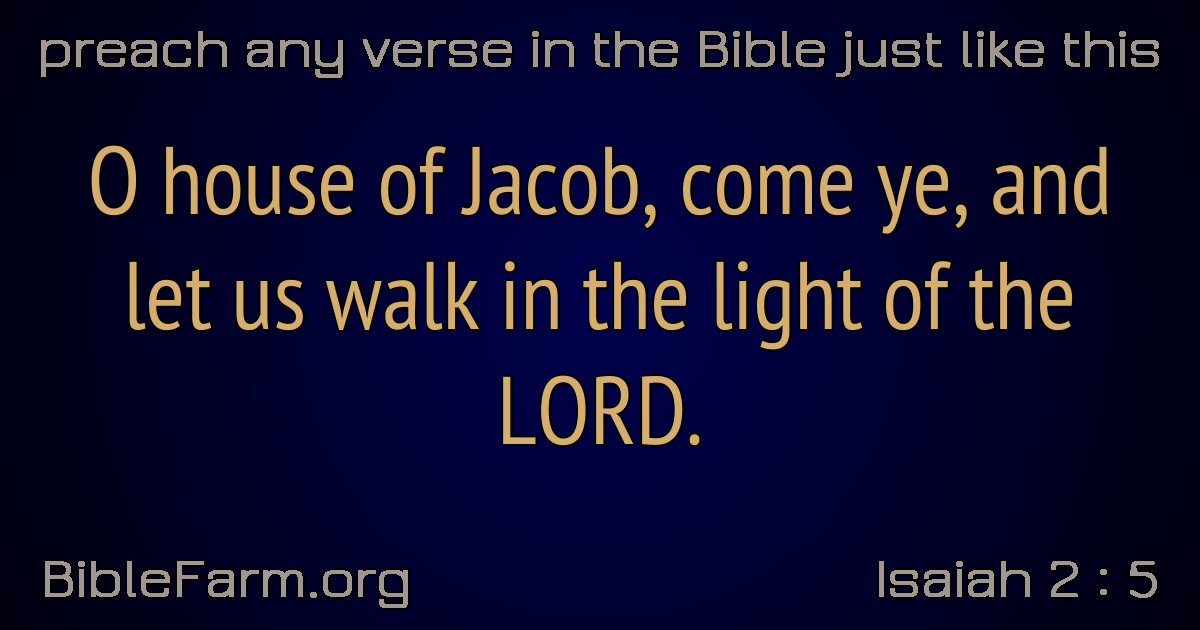 preach any verse in the Bible just like this
O house of Jacob, come ye, and
let us walk in the light of the
LORD.
BibleFarm.org
Isaiah 2 : 5